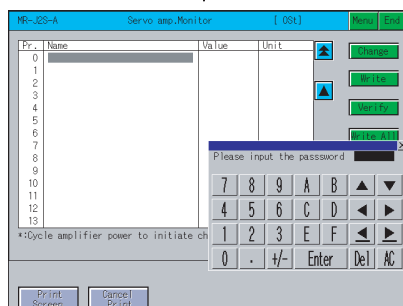 MR-J2S-A Servo amp.Monitor [ 0St] Menu End
Pr. Name Value Unit
0
1
2
3
4
5
6
7
8
9
10
11
12
13
Change
Write
Verify
Write All
*:Cycle amplifier power to initiate ch
Please input the passsword
7 8 9 A B ▲ ▼
4 5 6 C D ◀ ▶
1 2 3 E F ◀ ▶
0 . +/- Enter Del AC
Print
Screen
Cancel
Print